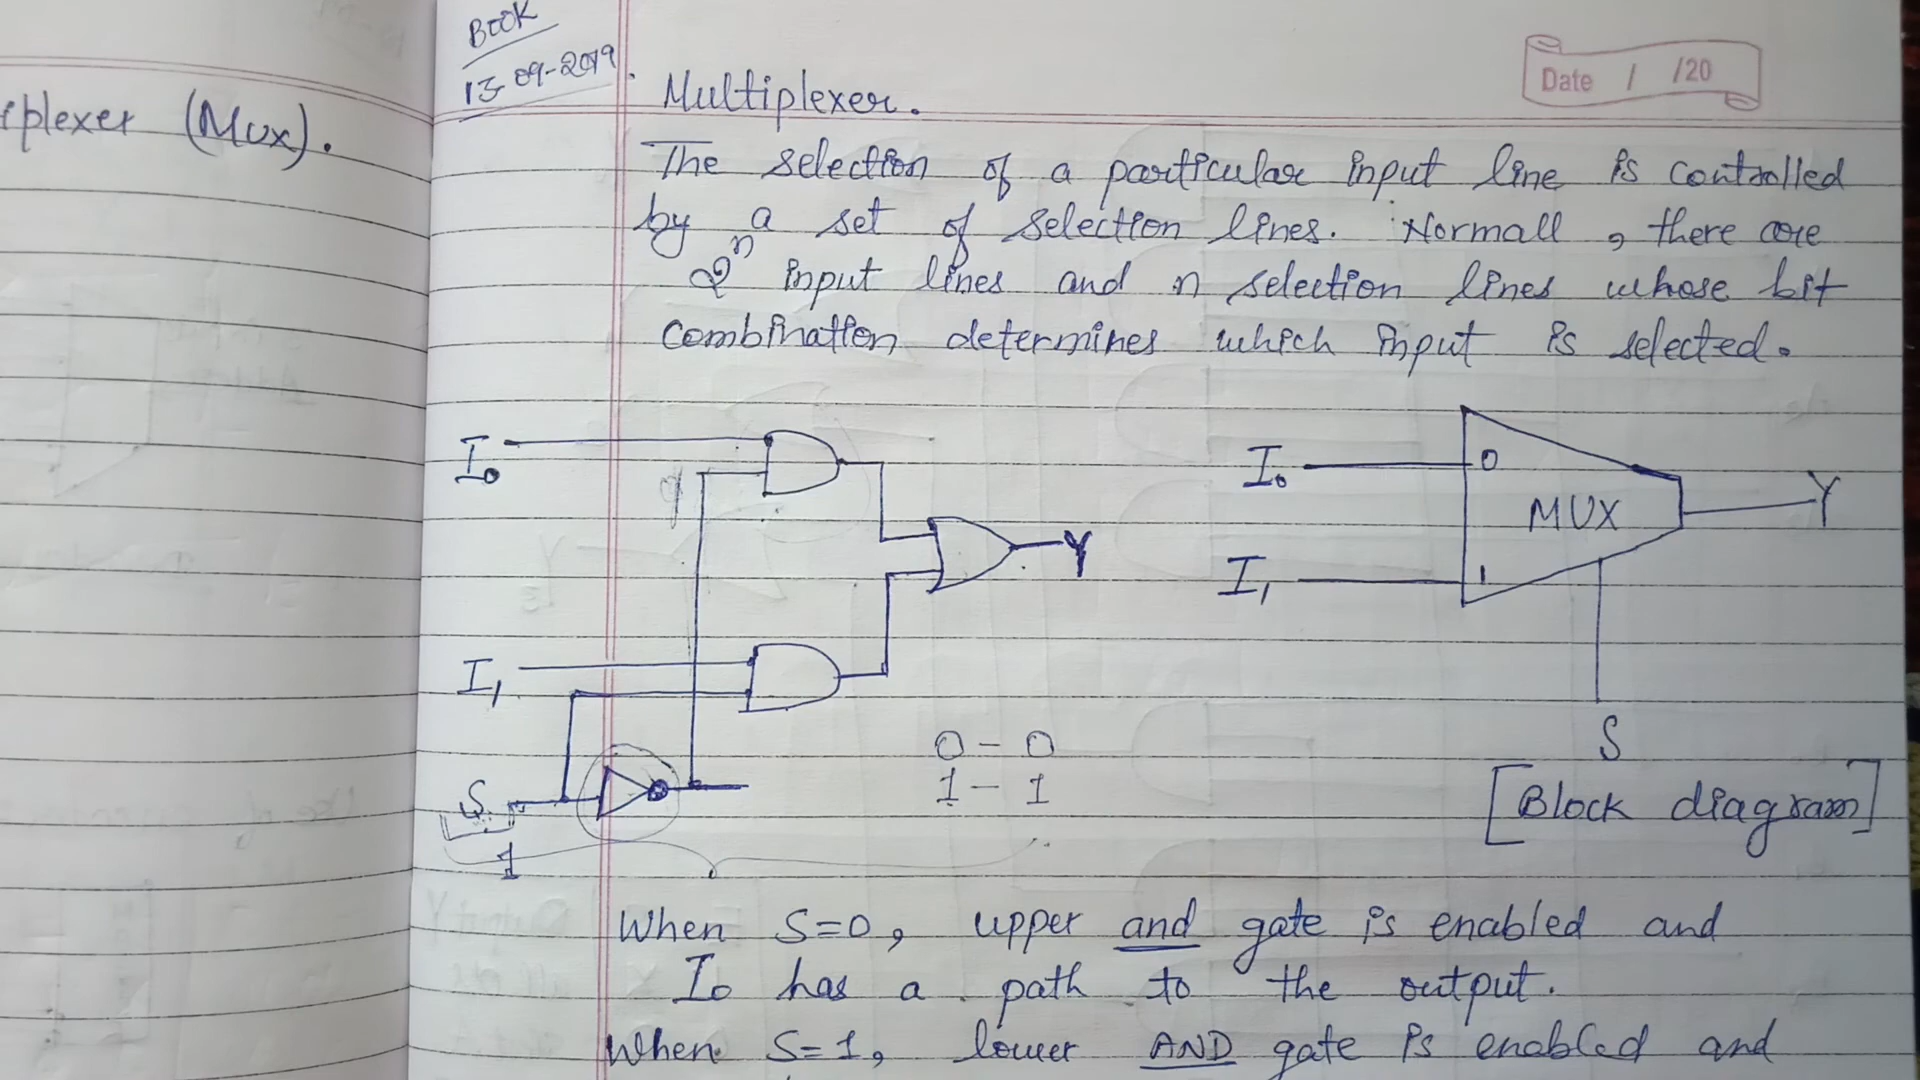 iplexer (Mux).
BOOK
13-09-2019
Date / /20
Multiplexer.
The selection of a particular input line is controlled
by a set of selection lines. Normall , there are
2ⁿ input lines and n selection lines whose bit
combination determines which input is selected.
I₀
I₁
S
1
Y
0 - 0
1 - 1
I₀
I₁
0
MUX
1
Y
S
[Block diagram]
When S=0, upper and gate is enabled and
I₀ has a path to the output.
When S=1, lower AND gate is enabled and